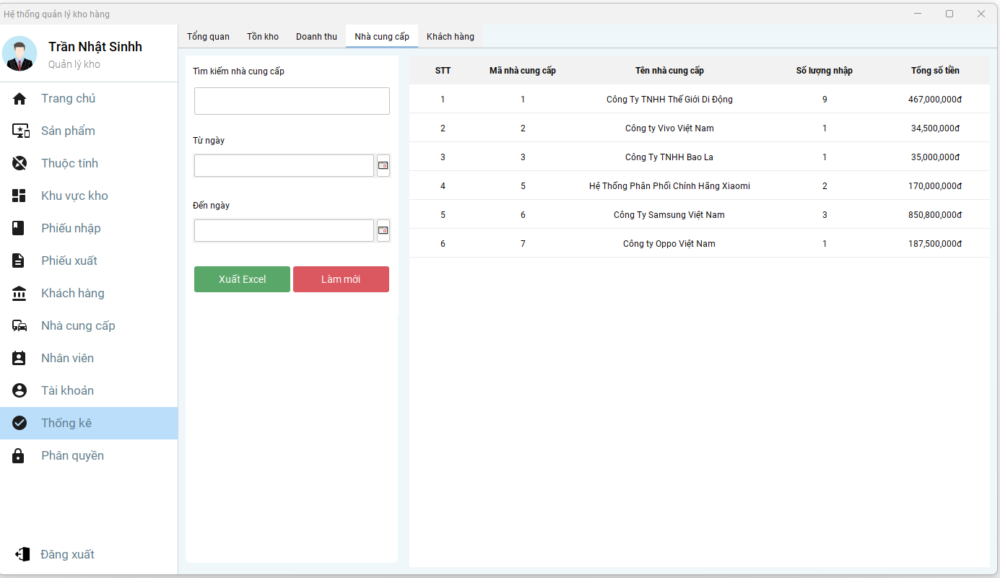 Hệ thống quản lý kho hàng
Trần Nhật Sinhh
Quản lý kho
Trang chủ
Sản phẩm
Thuộc tính
Khu vực kho
Phiếu nhập
Phiếu xuất
Khách hàng
Nhà cung cấp
Nhân viên
Tài khoản
Thống kê
Phân quyền
Đăng xuất
Tổng quan Tồn kho Doanh thu Nhà cung cấp Khách hàng
Tìm kiếm nhà cung cấp
Từ ngày
Đến ngày
Xuất Excel Làm mới
STT Mã nhà cung cấp Tên nhà cung cấp Số lượng nhập Tổng số tiền
1 1 Công Ty TNHH Thế Giới Di Động 9 467,000,000đ
2 2 Công ty Vivo Việt Nam 1 34,500,000đ
3 3 Công Ty TNHH Bao La 1 35,000,000đ
4 5 Hệ Thống Phân Phối Chính Hãng Xiaomi 2 170,000,000đ
5 6 Công Ty Samsung Việt Nam 3 850,800,000đ
6 7 Công ty Oppo Việt Nam 1 187,500,000đ